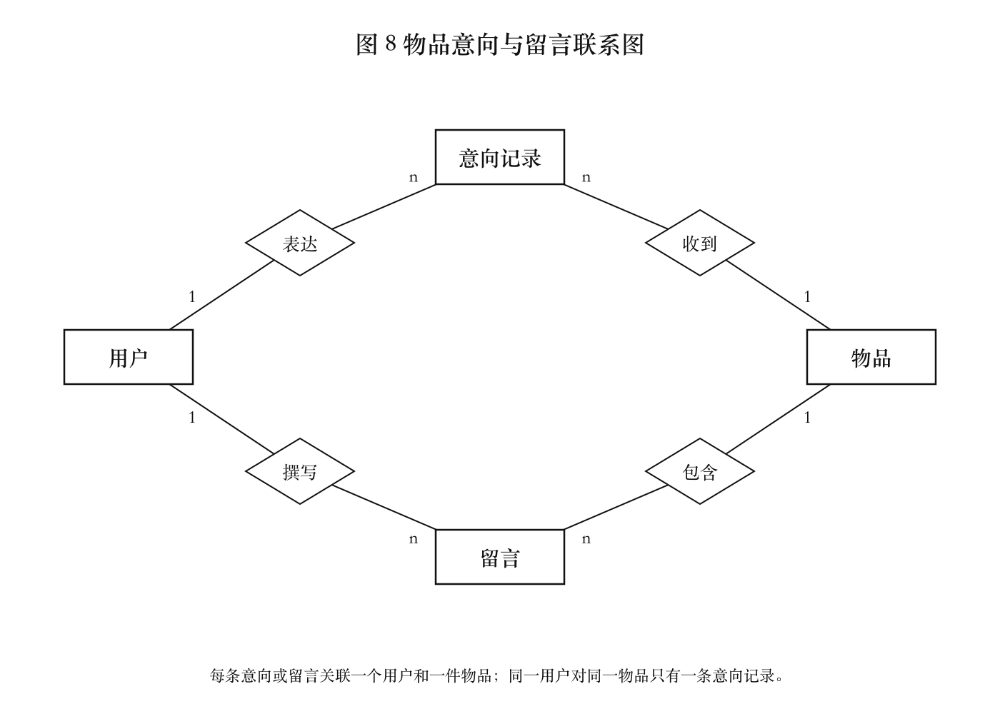 图 8 物品意向与留言联系图
意向记录
n
n
表达
收到
1
1
用户
物品
1
1
撰写
包含
n
n
留言
每条意向或留言关联一个用户和一件物品；同一用户对同一物品只有一条意向记录。